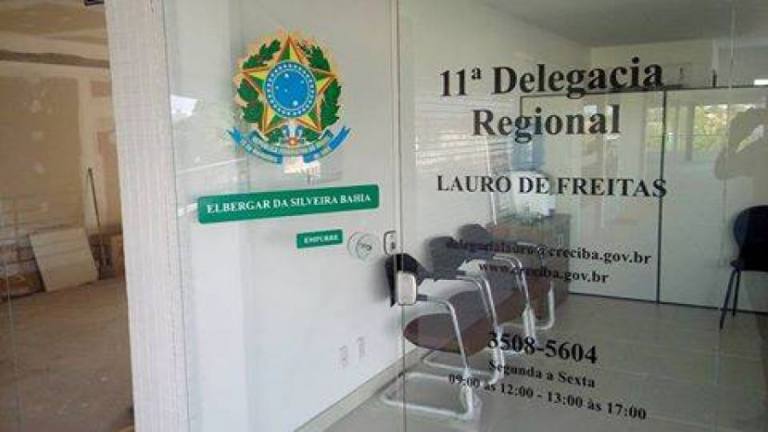 ELBERGAR DA SILVEIRA BAHIA
EMPURRE
11ª Delegacia
Regional
LAURO DE FREITAS
delegacialauro@creciba.gov.br
www.creciba.gov.br
3508-5604
Segunda a Sexta
09:00 às 12:00 - 13:00 às 17:00